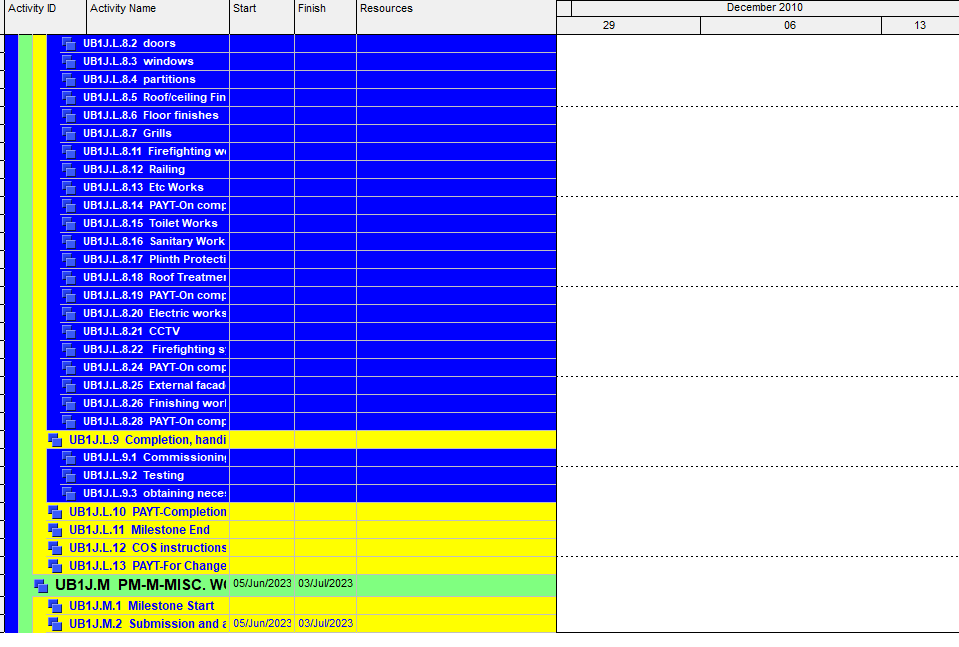 Activity ID Activity Name Start Finish Resources December 2010
29 06 13
UB1J.L.8.2 doors
UB1J.L.8.3 windows
UB1J.L.8.4 partitions
UB1J.L.8.5 Roof/ceiling Fin
UB1J.L.8.6 Floor finishes
UB1J.L.8.7 Grills
UB1J.L.8.11 Firefighting w
UB1J.L.8.12 Railing
UB1J.L.8.13 Etc Works
UB1J.L.8.14 PAYT-On comp
UB1J.L.8.15 Toilet Works
UB1J.L.8.16 Sanitary Work
UB1J.L.8.17 Plinth Protecti
UB1J.L.8.18 Roof Treatmer
UB1J.L.8.19 PAYT-On comp
UB1J.L.8.20 Electric works
UB1J.L.8.21 CCTV
UB1J.L.8.22 Firefighting s
UB1J.L.8.24 PAYT-On comp
UB1J.L.8.25 External facad
UB1J.L.8.26 Finishing worl
UB1J.L.8.28 PAYT-On comp
UB1J.L.9 Completion, handi
UB1J.L.9.1 Commissioning
UB1J.L.9.2 Testing
UB1J.L.9.3 obtaining neces
UB1J.L.10 PAYT-Completion
UB1J.L.11 Milestone End
UB1J.L.12 COS instructions
UB1J.L.13 PAYT-For Change
UB1J.M PM-M-MISC. WO 05/Jun/2023 03/Jul/2023
UB1J.M.1 Milestone Start
UB1J.M.2 Submission and a 05/Jun/2023 03/Jul/2023